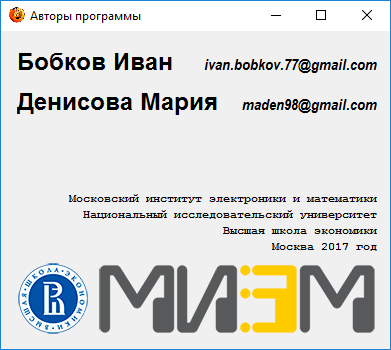 Авторы программы
Бобков Иван ivan.bobkov.77@gmail.com
Денисова Мария maden98@gmail.com
Московский институт электроники и математики
Национальный исследовательский университет
Высшая школа экономики
Москва 2017 год
ВЫСШАЯ ШКОЛА ЭКОНОМИКИ
МИЭМ